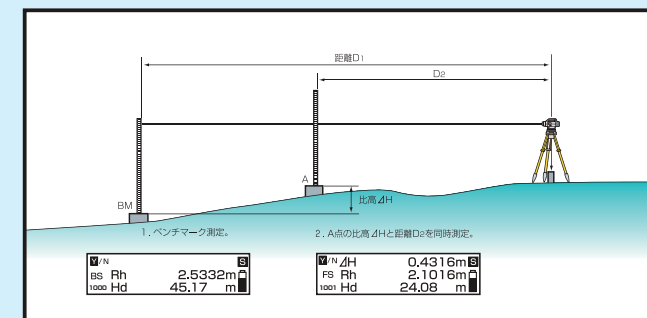 距離D1
D2
A
BM
比高⊿H
1．ベンチマーク測定。
2．A点の比高⊿Hと距離D2を同時測定。
Y/N S
BS Rh 2.5332m
1000 Hd 45.17 m
Y/N ⊿H 0.4316m S
FS Rh 2.1016m
1001 Hd 24.08 m